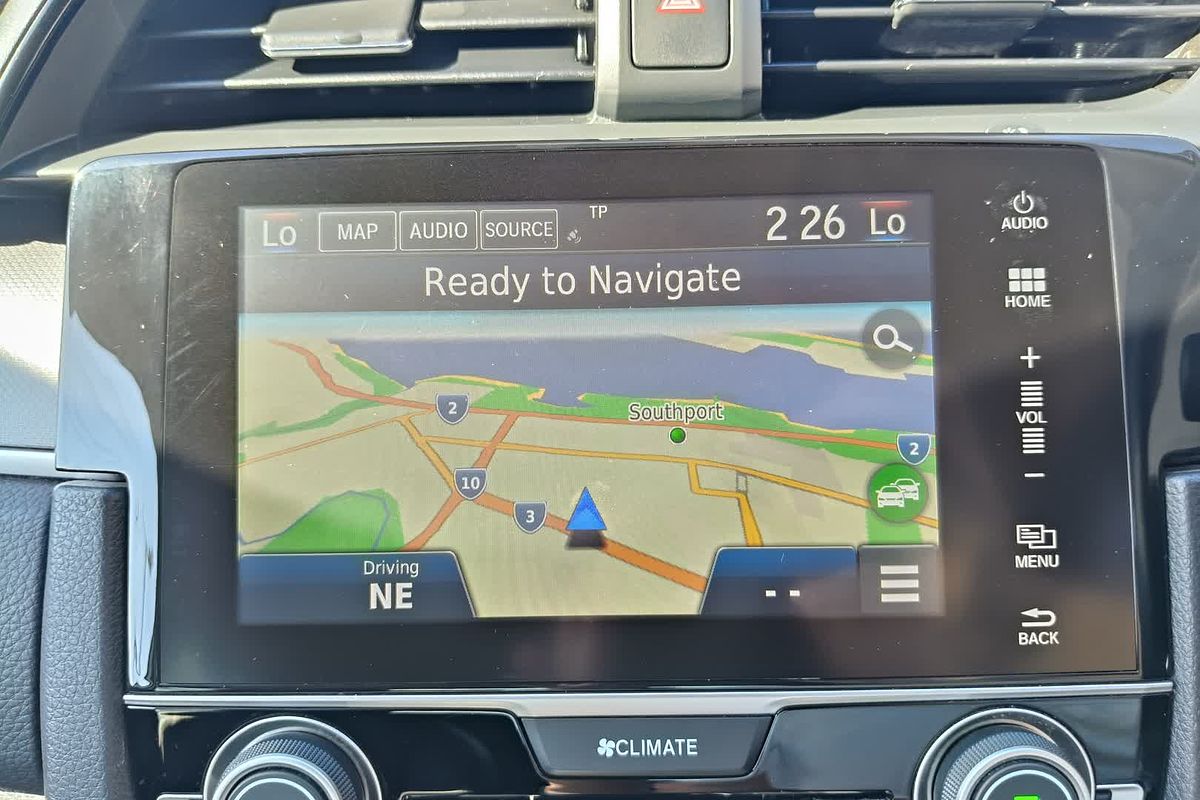 Lo MAP AUDIO SOURCE TP 2 26 Lo
Ready to Navigate
AUDIO
HOME
2
Southport
2
10
3
+
VOL
-
Driving
NE
- -
MENU
BACK
CLIMATE